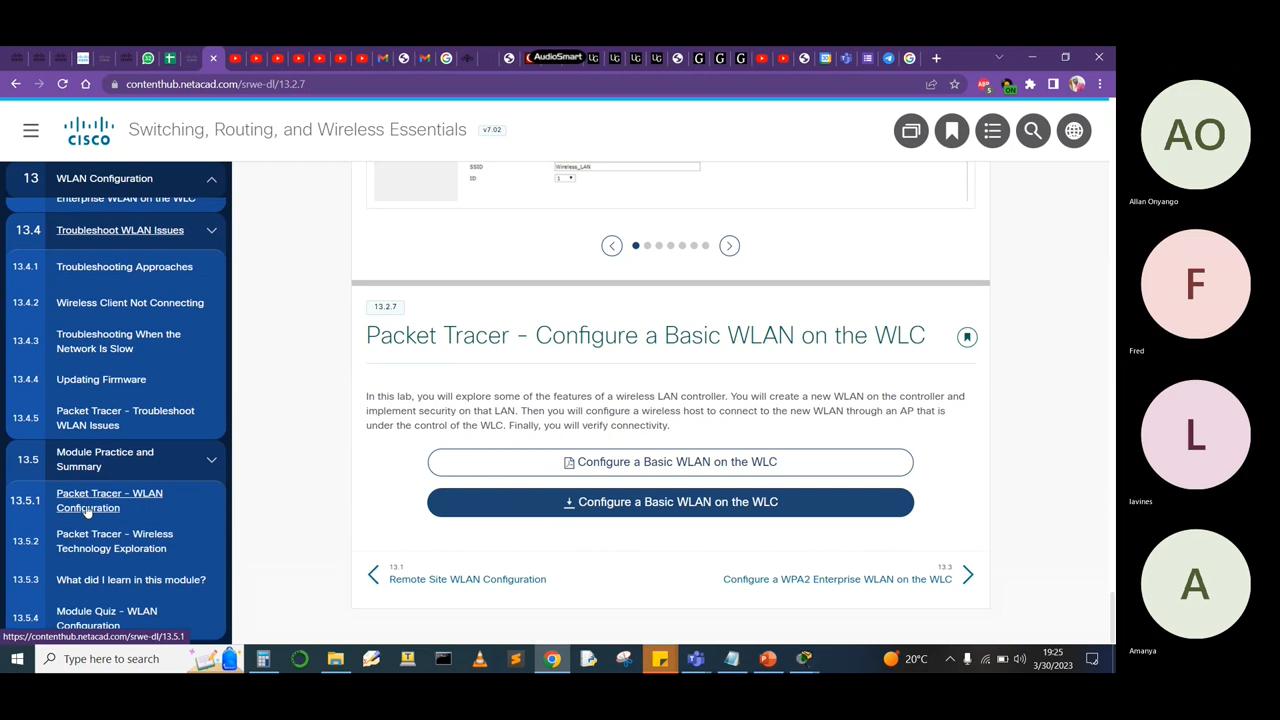 AudioSmart
contenthub.netacad.com/srwe-dl/13.2.7
ON
CISCO
Switching, Routing, and Wireless Essentials
v7.02
13
WLAN Configuration
Enterprise WLAN on the WLC
13.4
Troubleshoot WLAN Issues
13.4.1
Troubleshooting Approaches
13.4.2
Wireless Client Not Connecting
13.4.3
Troubleshooting When the
Network Is Slow
13.4.4
Updating Firmware
13.4.5
Packet Tracer - Troubleshoot
WLAN Issues
13.5
Module Practice and
Summary
13.5.1
Packet Tracer - WLAN
Configuration
13.5.2
Packet Tracer - Wireless
Technology Exploration
13.5.3
What did I learn in this module?
13.5.4
Module Quiz - WLAN
Configuration
https://contenthub.netacad.com/srwe-dl/13.5.1
SSID
Wireless_LAN
ID
1
13.2.7
Packet Tracer - Configure a Basic WLAN on the WLC
In this lab, you will explore some of the features of a wireless LAN controller. You will create a new WLAN on the controller and
implement security on that LAN. Then you will configure a wireless host to connect to the new WLAN through an AP that is
under the control of the WLC. Finally, you will verify connectivity.
Configure a Basic WLAN on the WLC
Configure a Basic WLAN on the WLC
13.1
Remote Site WLAN Configuration
13.3
Configure a WPA2 Enterprise WLAN on the WLC
Type here to search
20°C
19:25
3/30/2023
AO
Allan Onyango
F
Fred
L
lavines
A
Amanya